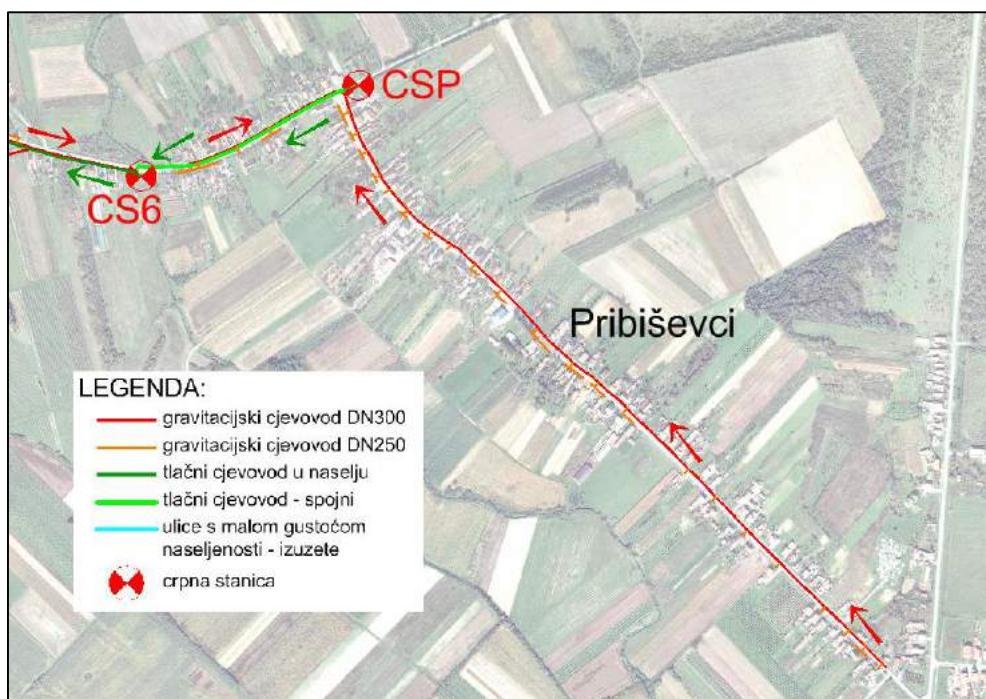 CSP
CS6
Pribiševci
LEGENDA:
gravitacijski cjevovod DN300
gravitacijski cjevovod DN250
tlačni cjevovod u naselju
tlačni cjevovod - spojni
ulice s malom gustoćom
naseljenosti - izuzete
crpna stanica